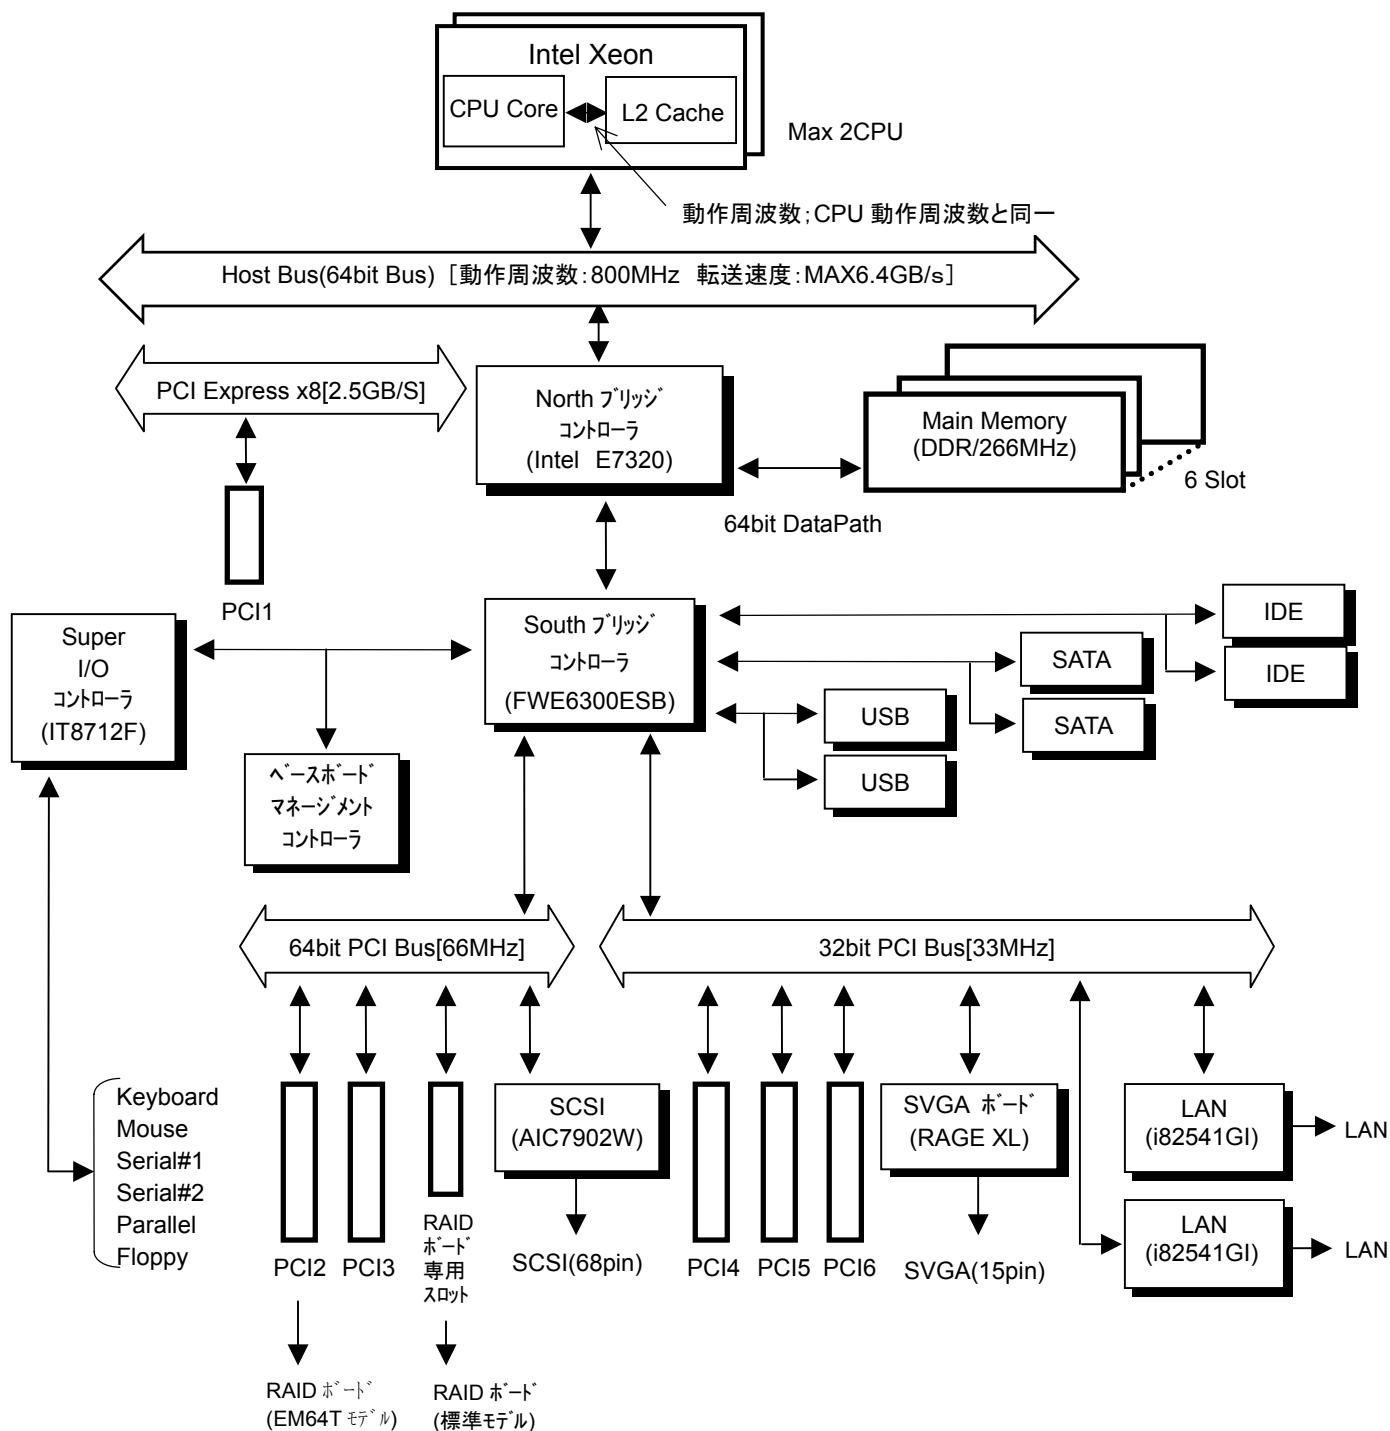 Intel Xeon
CPU Core
L2 Cache
Max 2CPU
動作周波数；CPU 動作周波数と同一
Host Bus(64bit Bus)［動作周波数：800MHz 転送速度：MAX6.4GB/s］
PCI Express x8[2.5GB/S]
North ﾌﾞﾘｯｼﾞ
ｺﾝﾄﾛｰﾗ
(Intel E7320)
Main Memory
(DDR/266MHz)
6 Slot
64bit DataPath
PCI1
Super
I/O
ｺﾝﾄﾛｰﾗ
(IT8712F)
South ﾌﾞﾘｯｼﾞ
ｺﾝﾄﾛｰﾗ
(FWE6300ESB)
IDE
IDE
SATA
SATA
USB
USB
ﾍﾞｰｽﾎﾞｰﾄﾞ
ﾏﾈｰｼﾞﾒﾝﾄ
ｺﾝﾄﾛｰﾗ
64bit PCI Bus[66MHz]
32bit PCI Bus[33MHz]
Keyboard
Mouse
Serial#1
Serial#2
Parallel
Floppy
PCI2
PCI3
RAID
ﾎﾞｰﾄﾞ
専用
ｽﾛｯﾄ
SCSI
(AIC7902W)
SCSI(68pin)
PCI4
PCI5
PCI6
SVGA ﾎﾞｰﾄﾞ
(RAGE XL)
SVGA(15pin)
LAN
(i82541GI)
LAN
LAN
(i82541GI)
LAN
RAID ﾎﾞｰﾄﾞ
(EM64T ﾓﾃﾞﾙ)
RAID ﾎﾞｰﾄﾞ
(標準ﾓﾃﾞﾙ)